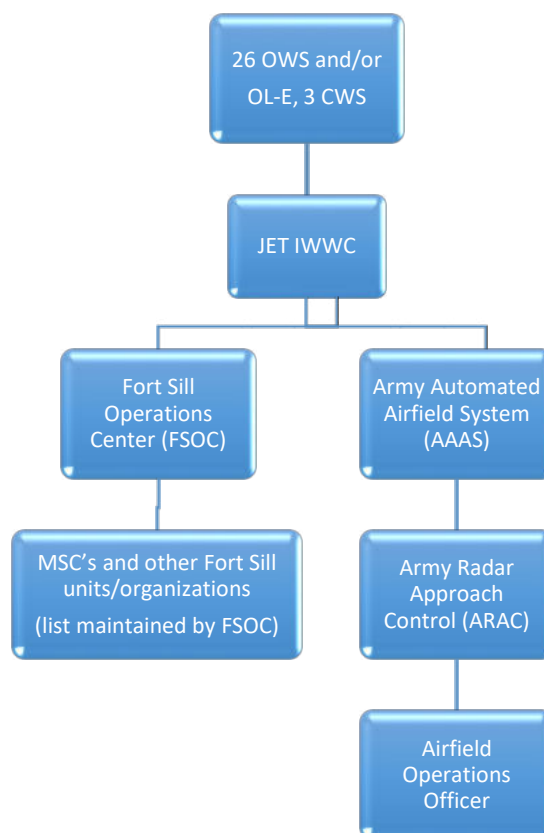 26 OWS and/or
OL-E, 3 CWS
JET IWWC
Fort Sill
Operations
Center (FSOC)
Army Automated
Airfield System
(AAAS)
MSC’s and other Fort Sill
units/organizations
(list maintained by FSOC)
Army Radar
Approach
Control (ARAC)
Airfield
Operations
Officer